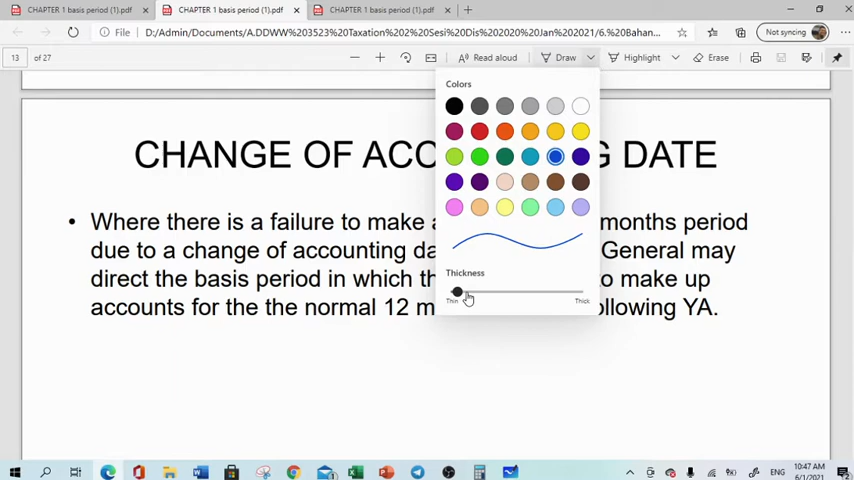 CHAPTER 1 basis period (1).pdf
CHAPTER 1 basis period (1).pdf
CHAPTER 1 basis period (1).pdf
File
D:/Admin/Documents/A.DDWW%203523%20Taxation%202%20Sesi%20Dis%202020%20Jan%202021/6.%20Bahan...
Not syncing
13 of 27
Read aloud
Draw
Highlight
Erase
Colors
Thickness
Thin
Thick
CHANGE OF ACC G DATE
• Where there is a failure to make a months period
due to a change of accounting da General may
direct the basis period in which th to make up
accounts for the the normal 12 m ollowing YA.
ENG
10:47 AM
6/1/2021